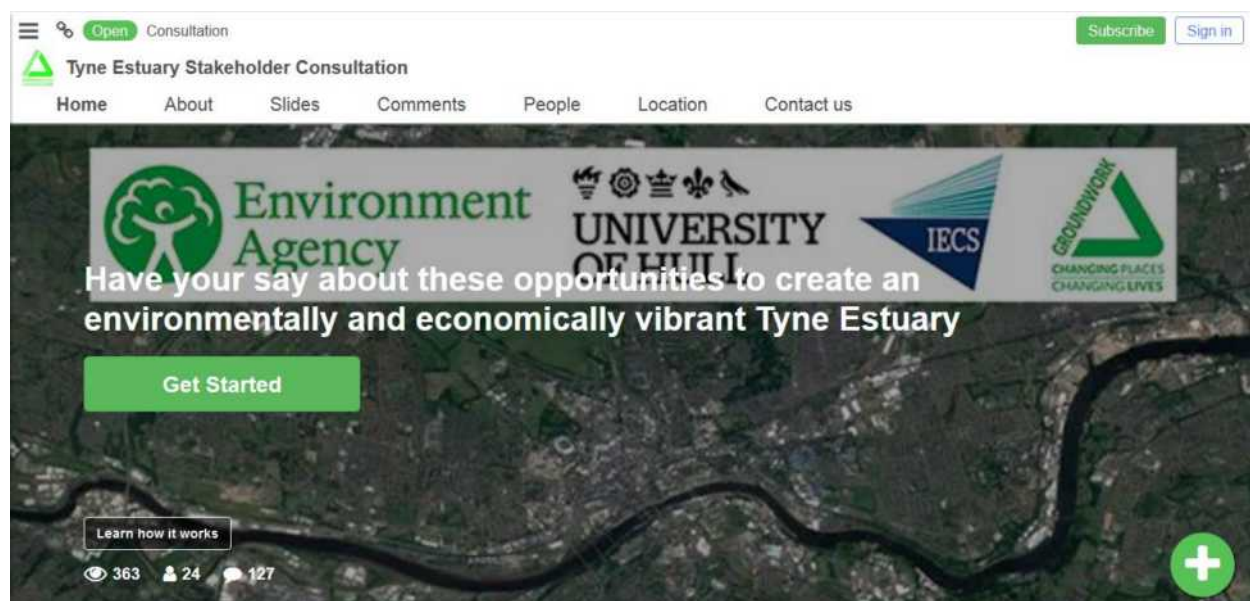 Open Consultation
Subscribe Sign in
Tyne Estuary Stakeholder Consultation
Home About Slides Comments People Location Contact us
Environment
Agency
UNIVERSITY
OF HULL
IECS
GROUNDWORK
CHANGING PLACES
CHANGING LIVES
Have your say about these opportunities to create an
environmentally and economically vibrant Tyne Estuary
Get Started
Learn how it works
363 24 127